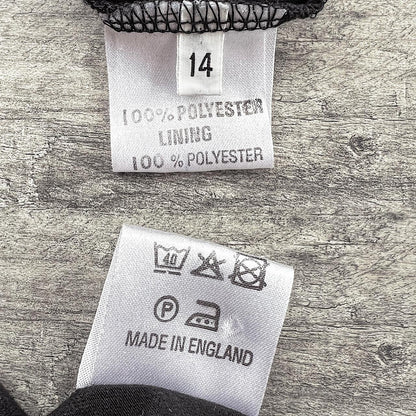 14
100% POLYESTER
LINING
100% POLYESTER
40
P
MADE IN ENGLAND